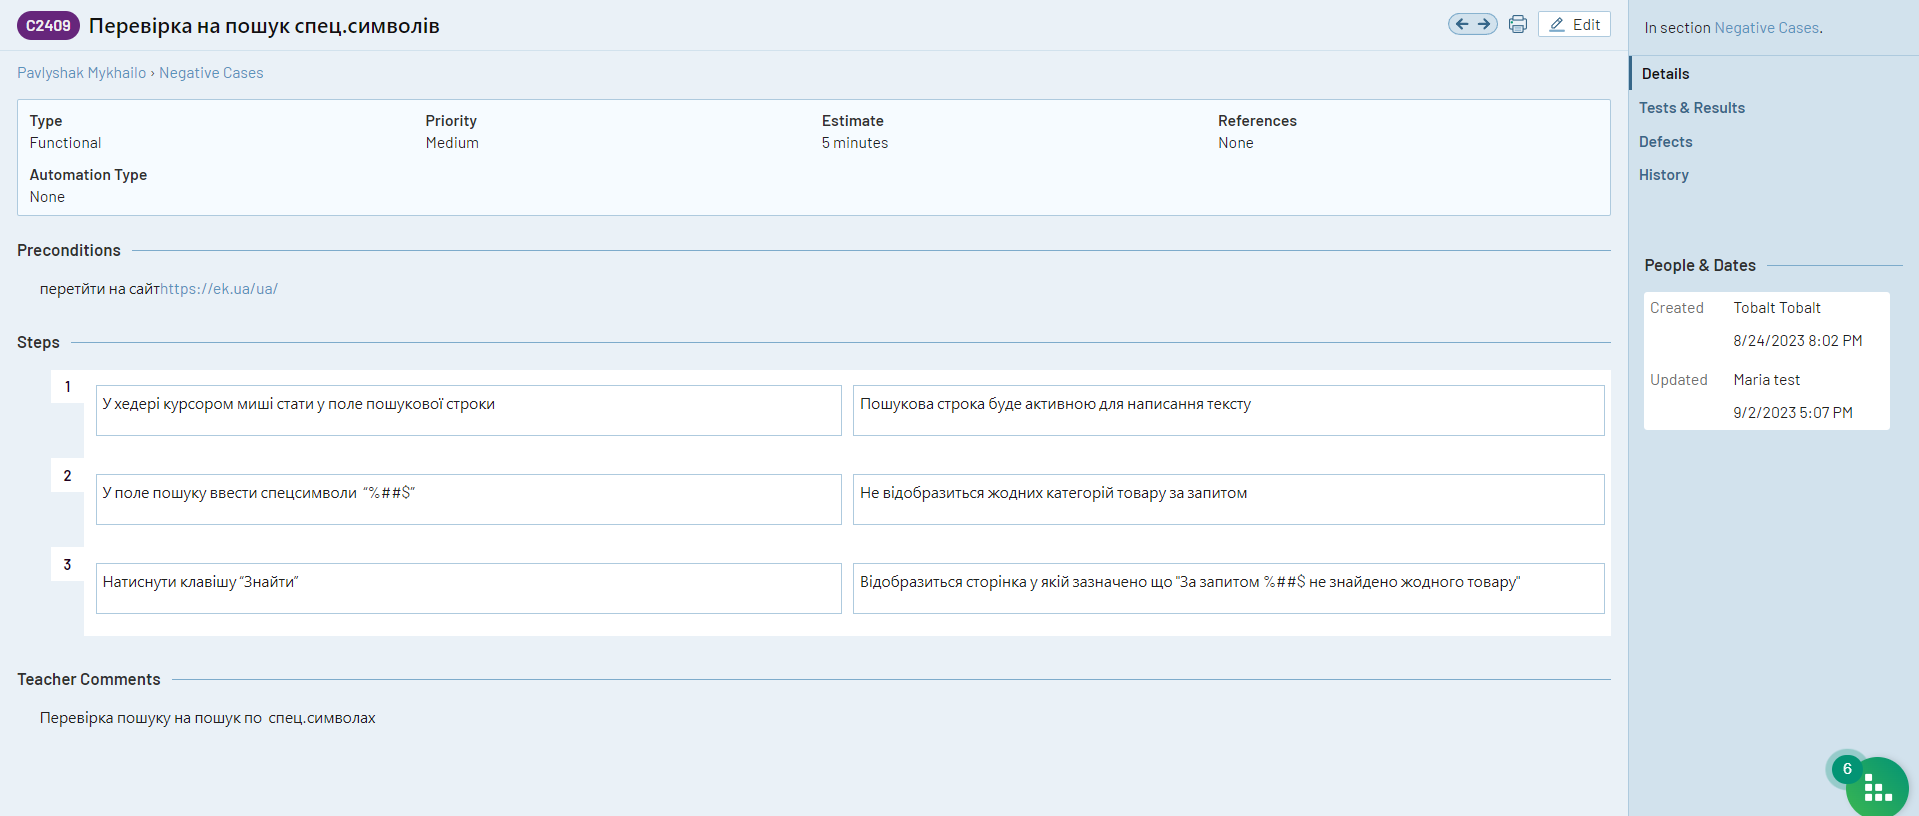 C2409 Перевірка на пошук спец.символів
Edit
Pavlyshak Mykhailo › Negative Cases
Type
Functional
Priority
Medium
Estimate
5 minutes
References
None
Automation Type
None
Preconditions
перетйти на сайтhttps://ek.ua/ua/
Steps
1
У хедері курсором миші стати у поле пошукової строки
Пошукова строка буде активною для написання тексту
2
У поле пошуку ввести спецсимволи “%##$”
Не відобразиться жодних категорій товару за запитом
3
Натиснути клавішу “Знайти”
Відобразиться сторінка у якій зазначено що "За запитом %##$ не знайдено жодного товару"
Teacher Comments
Перевірка пошуку на пошук по спец.символах
In section Negative Cases.
Details
Tests & Results
Defects
History
People & Dates
Created Tobalt Tobalt
8/24/2023 8:02 PM
Updated Maria test
9/2/2023 5:07 PM
6